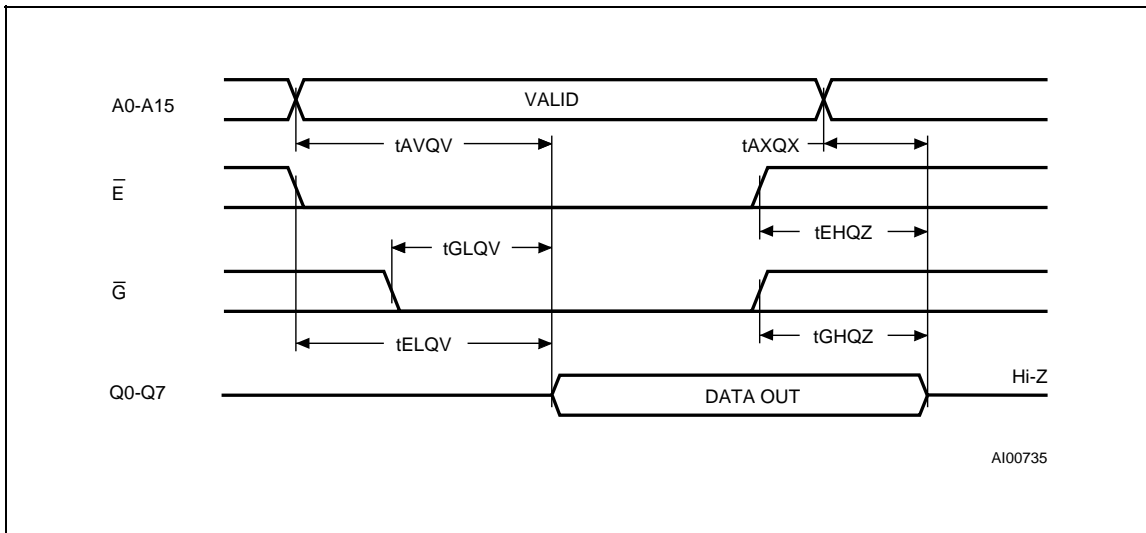 A0-A15
VALID
tAVQV
tAXQX
E̅
tEHQZ
tGLQV
G̅
tGHQZ
tELQV
Q0-Q7
DATA OUT
Hi-Z
AI00735